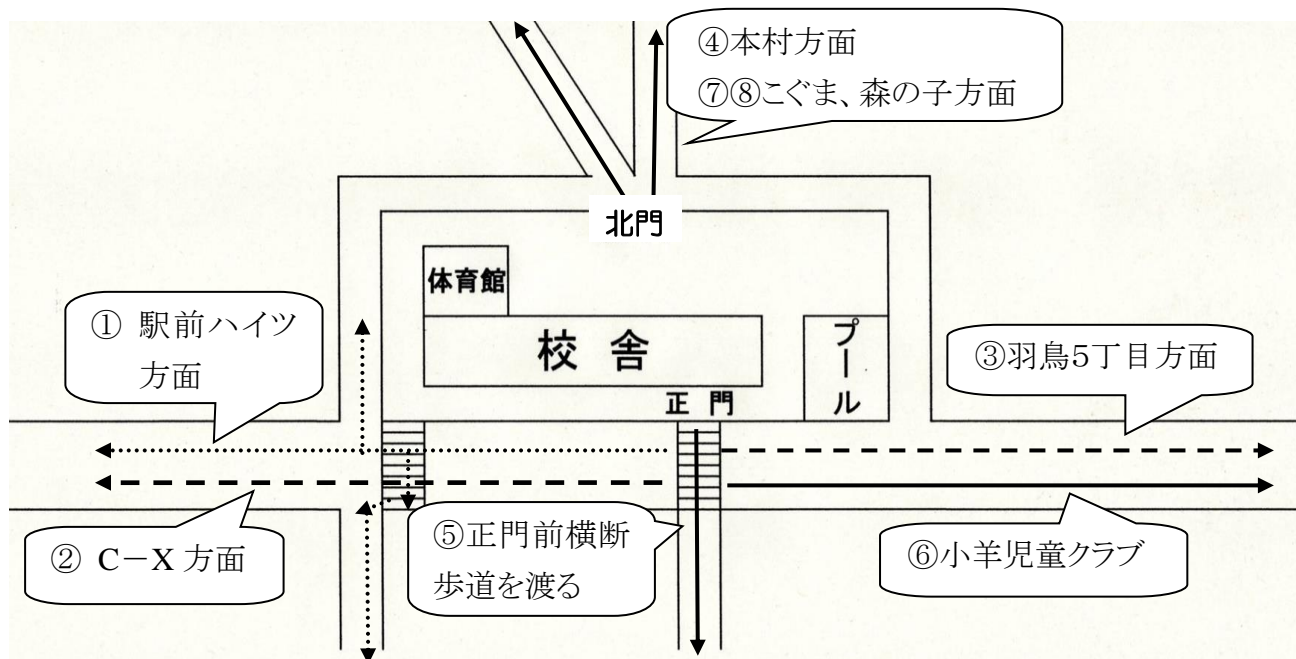 ④本村方面
⑦⑧こぐま、森の子方面
北門
体育館
校舎
プール
正門
① 駅前ハイツ
方面
③羽鳥5丁目方面
② C-X 方面
⑤正門前横断
歩道を渡る
⑥小羊児童クラブ